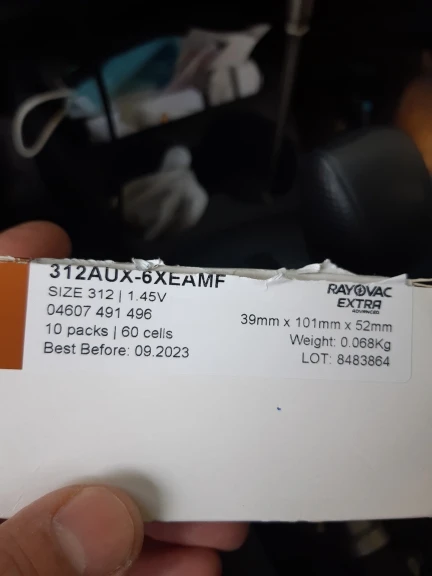 312AUX-6XEAMF
SIZE 312 | 1.45V
04607 491 496
10 packs | 60 cells
Best Before: 09.2023
RAYOVAC
EXTRA
ADVANCED
39mm x 101mm x 52mm
Weight: 0.068Kg
LOT: 8483864